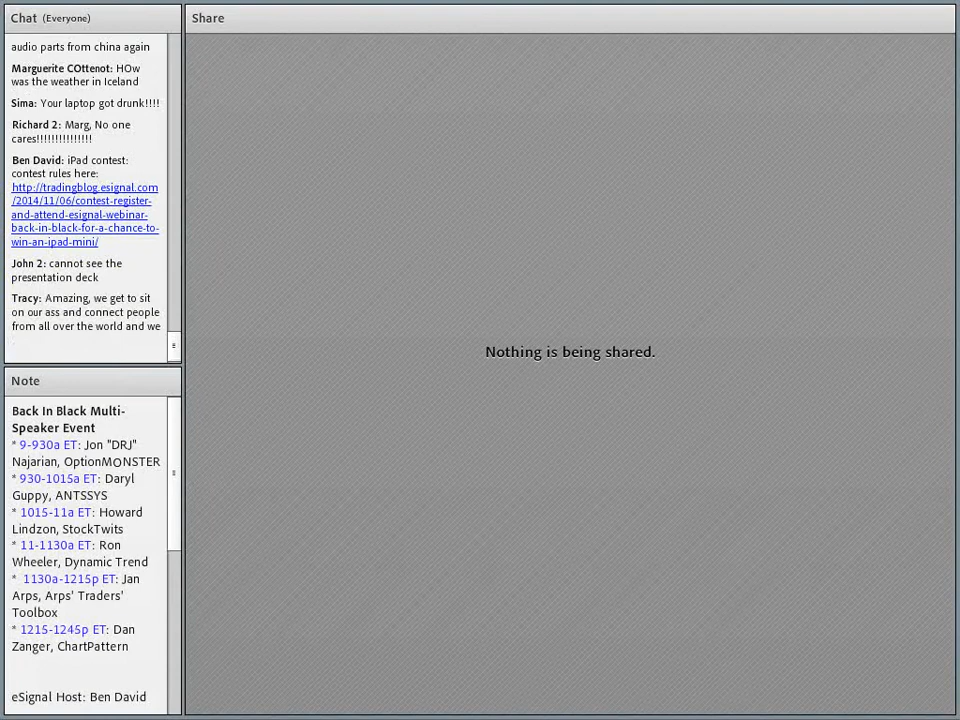 Chat (Everyone)
audio parts from china again
Marguerite COttenot: HOw
was the weather in Iceland
Sima: Your laptop got drunk!!!!
Richard 2: Marg, No one
cares!!!!!!!!!!!!!!!
Ben David: iPad contest:
contest rules here:
http://tradingblog.esignal.com
/2014/11/06/contest-register-
and-attend-esignal-webinar-
back-in-black-for-a-chance-to-
win-an-ipad-mini/
John 2: cannot see the
presentation deck
Tracy: Amazing, we get to sit
on our ass and connect people
from all over the world and we
Note
Back In Black Multi-
Speaker Event
* 9-930a ET: Jon "DRJ"
Najarian, OptionMONSTER
* 930-1015a ET: Daryl
Guppy, ANTSSYS
* 1015-11a ET: Howard
Lindzon, StockTwits
* 11-1130a ET: Ron
Wheeler, Dynamic Trend
* 1130a-1215p ET: Jan
Arps, Arps' Traders'
Toolbox
* 1215-1245p ET: Dan
Zanger, ChartPattern
eSignal Host: Ben David
Share
Nothing is being shared.